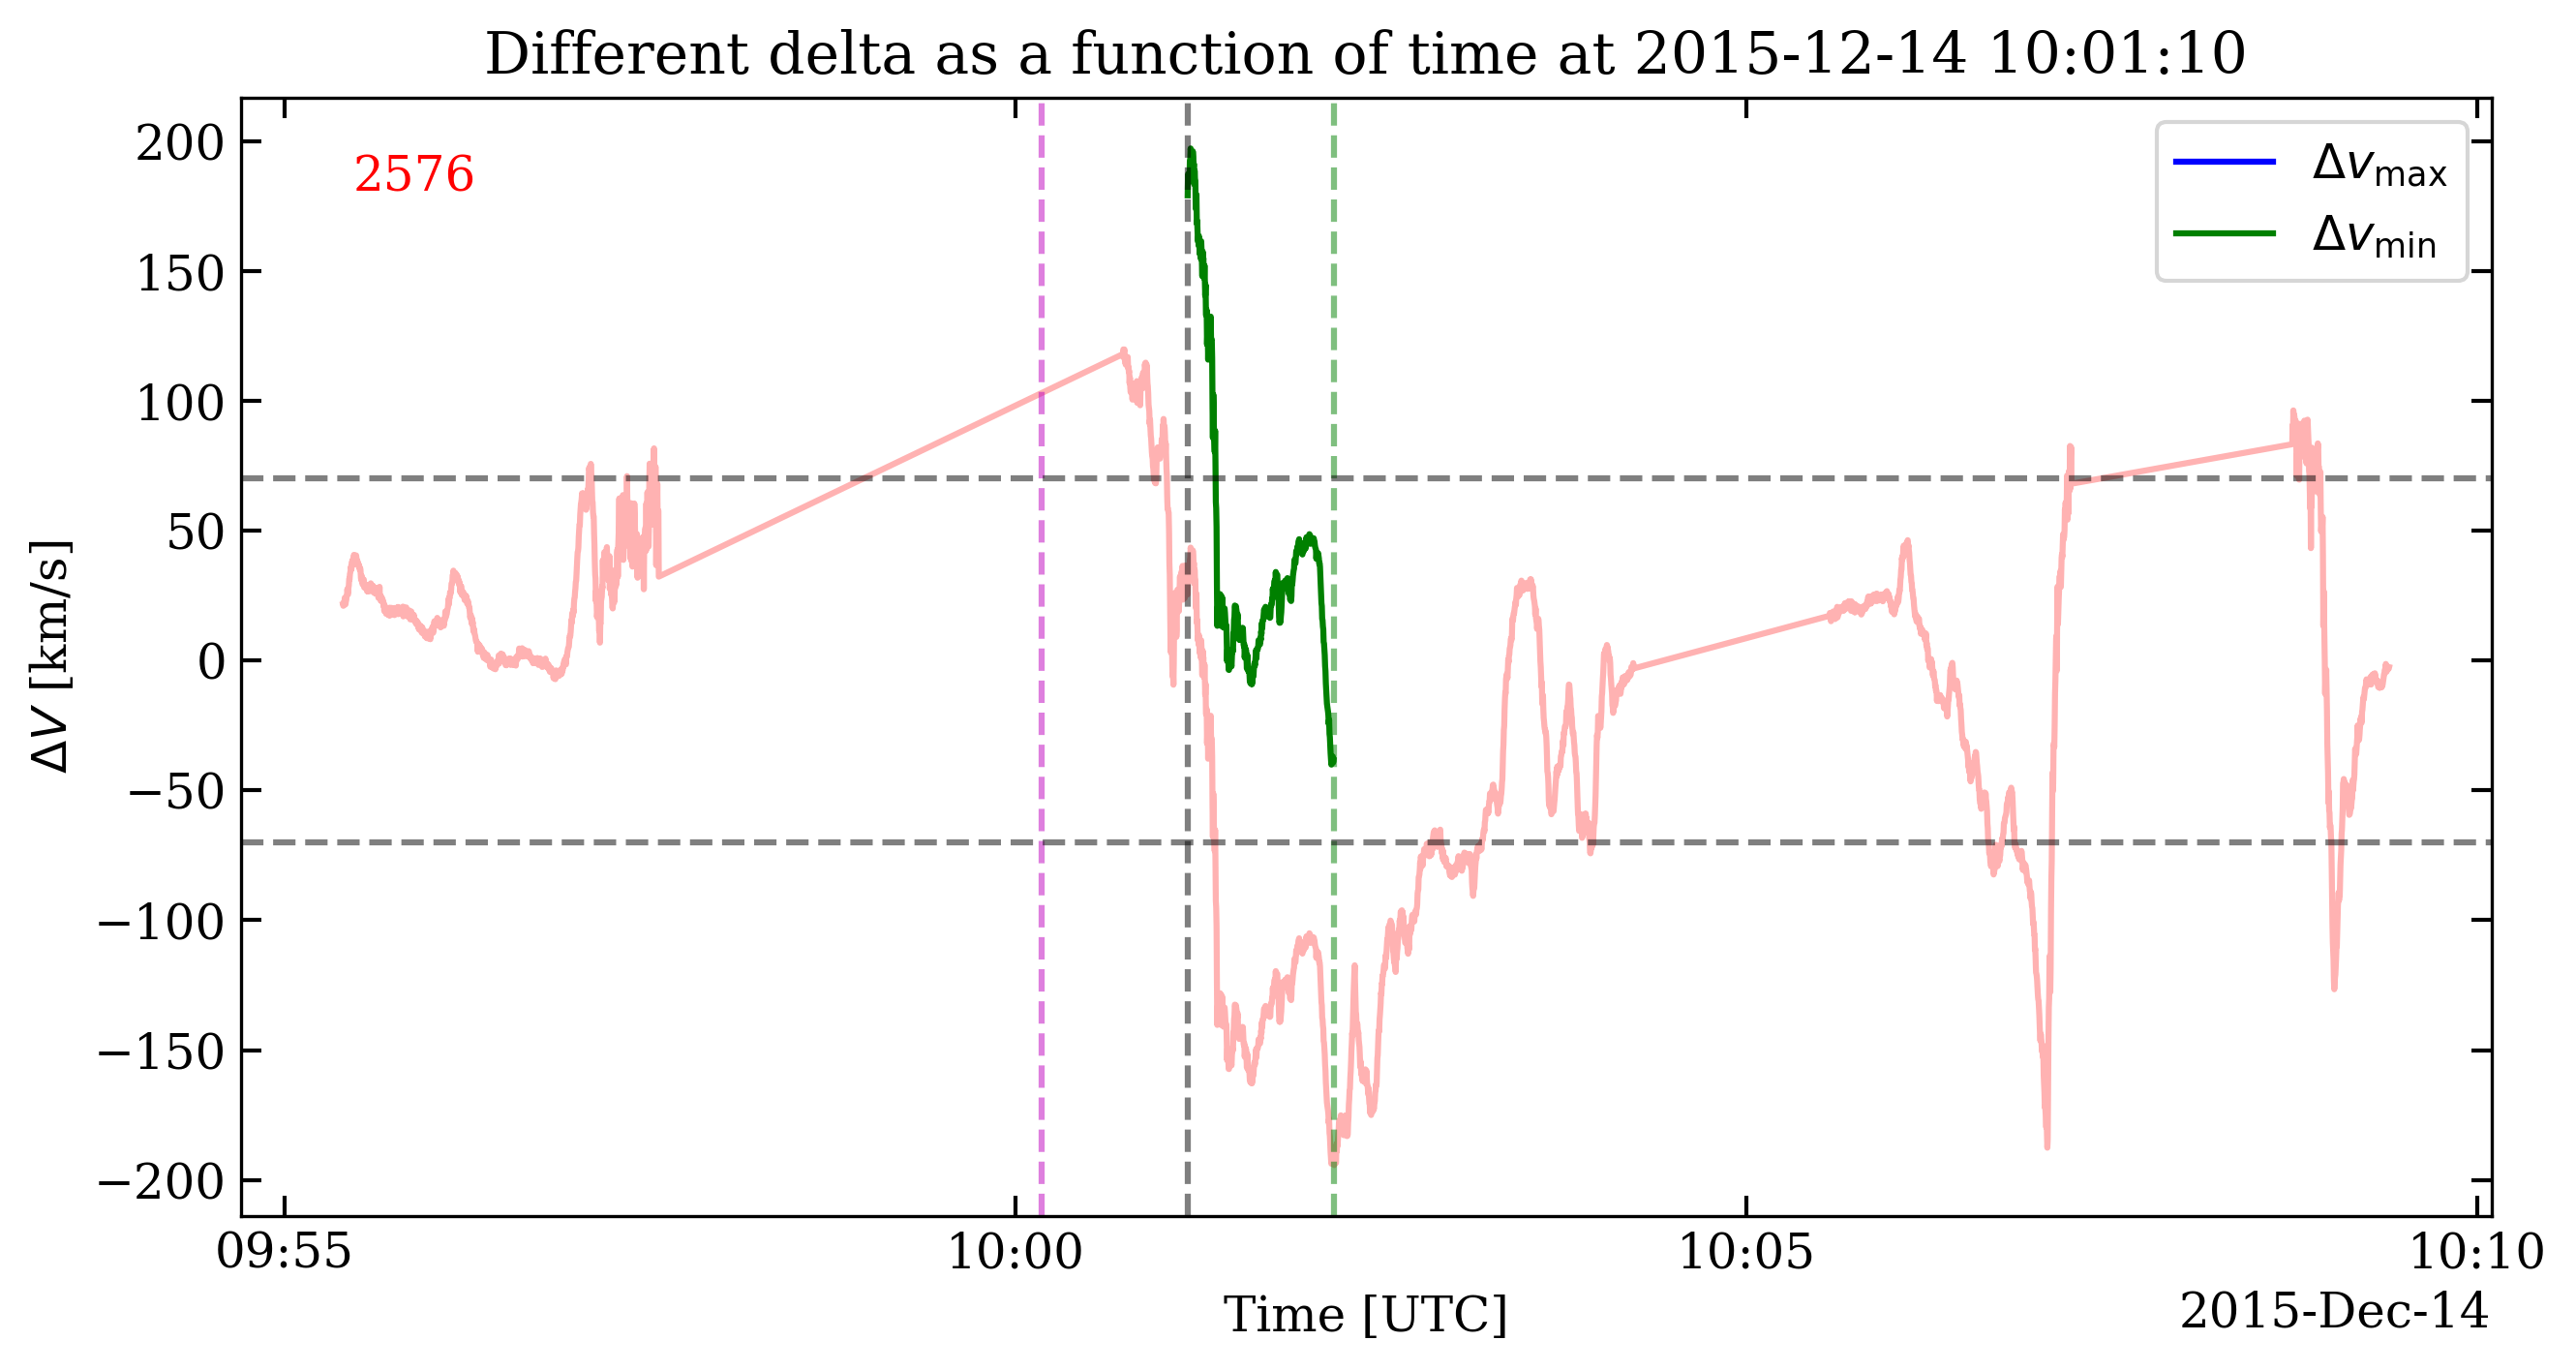 Different delta as a function of time at 2015-12-14 10:01:10
2576
Δv_max
Δv_min
200
150
100
50
0
−50
−100
−150
−200
ΔV [km/s]
09:55
10:00
10:05
10:10
Time [UTC]
2015-Dec-14